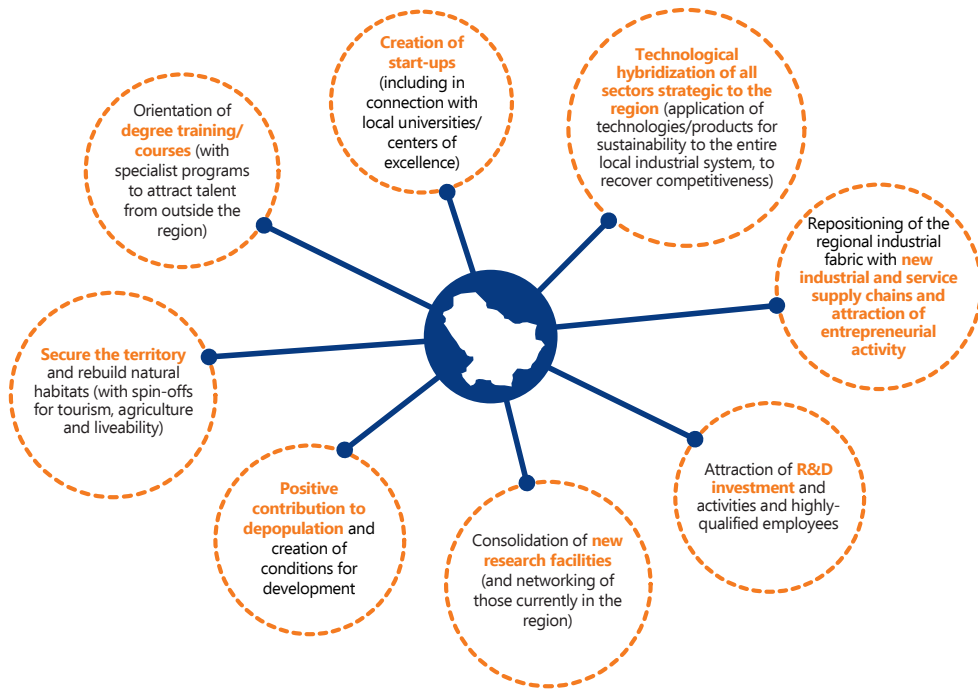 Creation of
start-ups
(including in
connection with
local universities/
centers of
excellence)
Technological
hybridization of all
sectors strategic to the
region (application of
technologies/products for
sustainability to the entire
local industrial system, to
recover competitiveness)
Orientation of
degree training/
courses (with
specialist programs
to attract talent
from outside the
region)
Repositioning of the
regional industrial
fabric with new
industrial and service
supply chains and
attraction of
entrepreneurial
activity
Secure the territory
and rebuild natural
habitats (with spin-offs
for tourism, agriculture
and liveability)
Attraction of R&D
investment and
activities and highly-
qualified employees
Positive
contribution to
depopulation and
creation of
conditions for
development
Consolidation of new
research facilities
(and networking of
those currently in the
region)